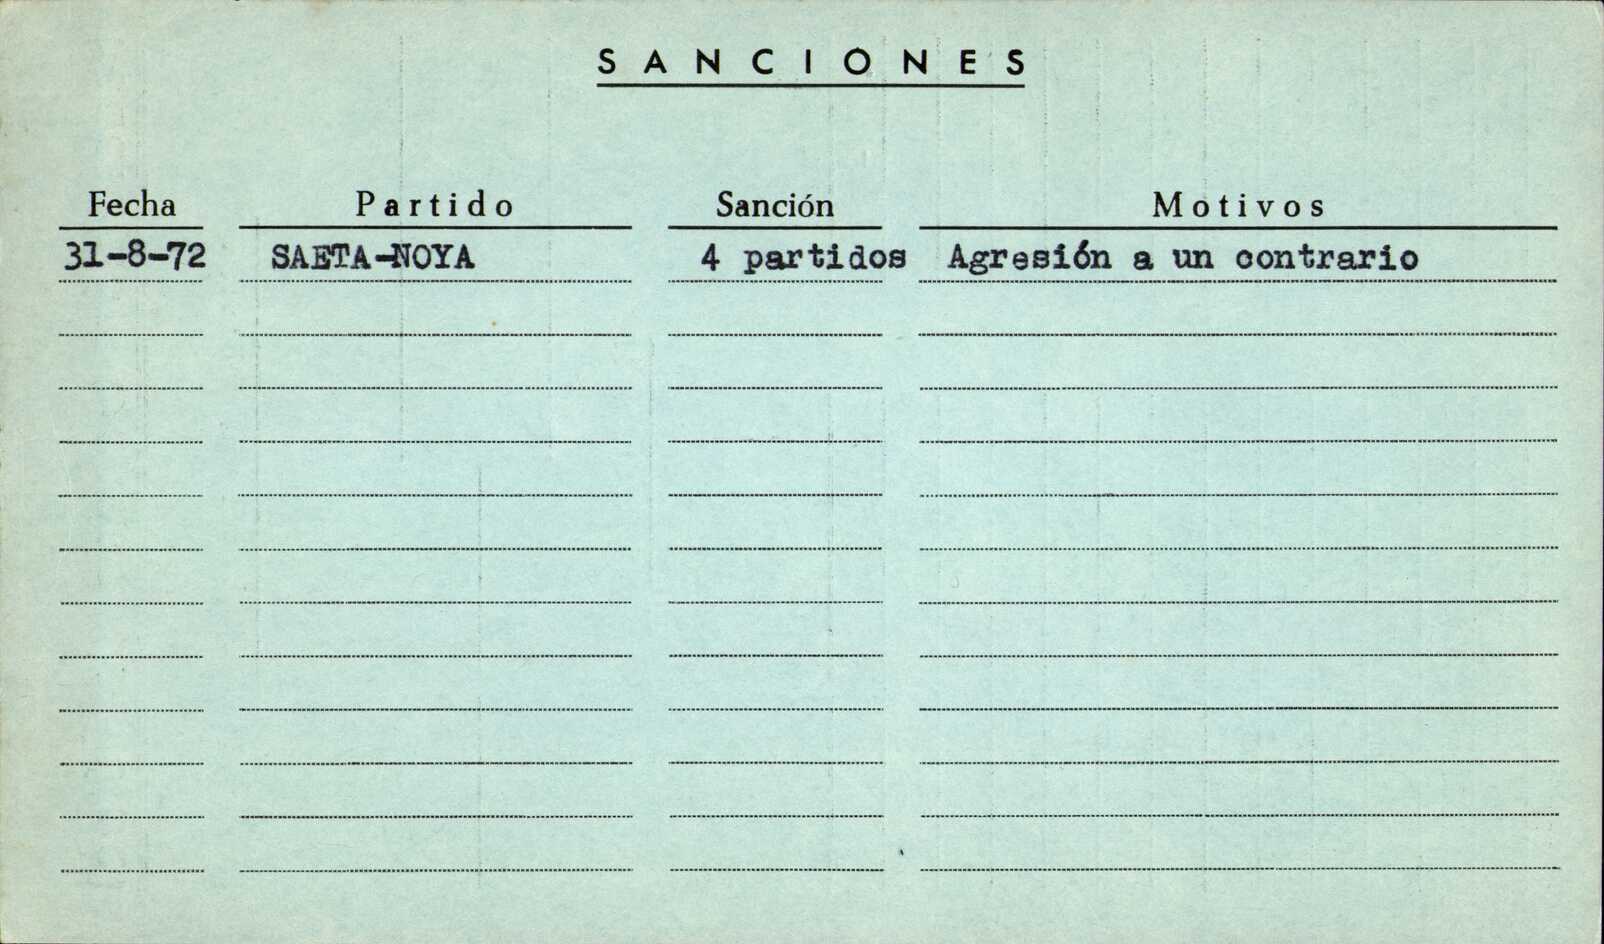 SANCIONES
Fecha Partido Sanción Motivos
31-8-72 SAETA-NOYA 4 partidos Agresión a un contrario